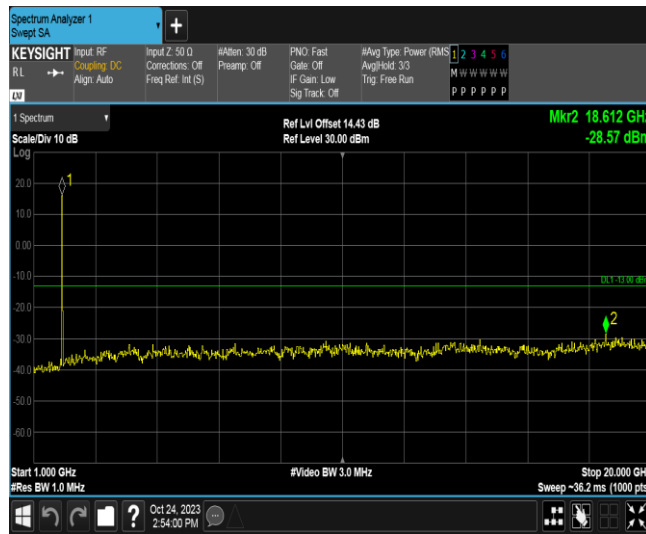 Spectrum Analyzer 1
Swept SA
+
KEYSIGHT Input: RF Input Z: 50 Ω #Atten: 30 dB PNO: Fast #Avg Type: Power (RMS 1 2 3 4 5 6
RL Coupling: DC Corrections: Off Preamp: Off Gate: Off Avg|Hold: 3/3 M W W W W W
Align: Auto Freq Ref: Int (S) IF Gain: Low Trig: Free Run
LXI Sig Track: Off P P P P P P
1 Spectrum Ref Lvl Offset 14.43 dB Mkr2 18.612 GHz
Scale/Div 10 dB Ref Level 30.00 dBm -28.57 dBm
Log
1
20.0
10.0
0.00
-10.0 DL1 -13.00 dBm
-20.0
2
-30.0
-40.0
-50.0
-60.0
Start 1.000 GHz #Video BW 3.0 MHz Stop 20.000 GH
#Res BW 1.0 MHz Sweep ~36.2 ms (1000 pts
? Oct 24, 2023
2:54:00 PM